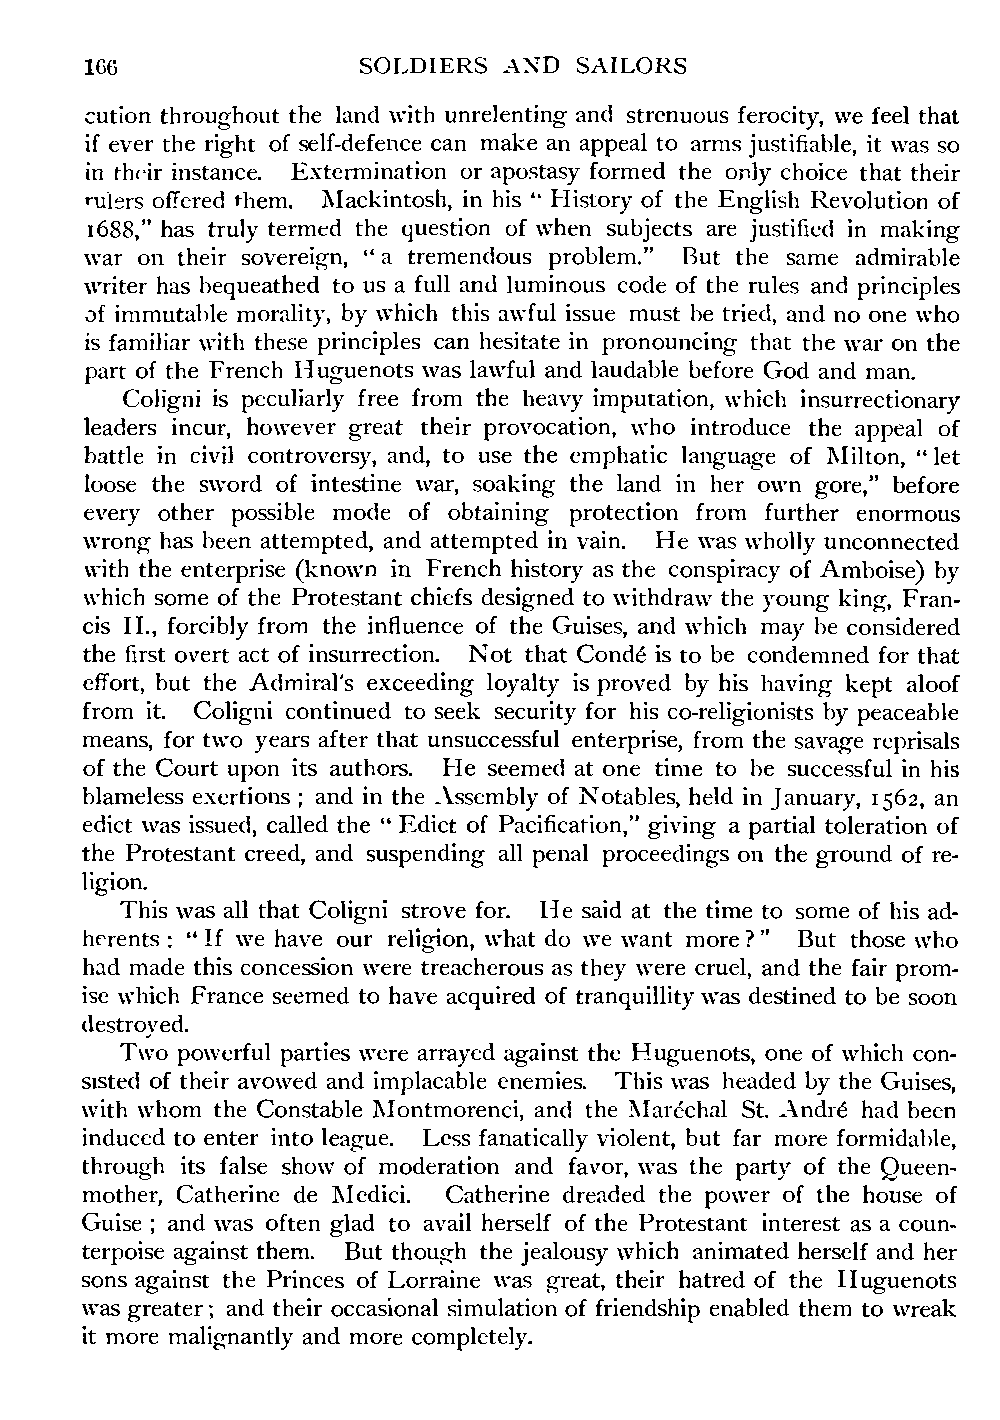 166 SOLDIERS AND SAILORS
cution throughout the land with unrelenting and strenuous ferocity, we feel that
if ever the right of self-defence can make an appeal to arms justifiable, it was so
in their instance. Extermination or apostasy formed the only choice that their
rulers offered them. Mackintosh, in his “ History of the English Revolution of
1688,” has truly termed the question of when subjects are justified in making
war on their sovereign, “ a tremendous problem.” But the same admirable
writer has bequeathed to us a full and luminous code of the rules and principles
of immutable morality, by which this awful issue must be tried, and no one who
is familiar with these principles can hesitate in pronouncing that the war on the
part of the French Huguenots was lawful and laudable before God and man.
Coligni is peculiarly free from the heavy imputation, which insurrectionary
leaders incur, however great their provocation, who introduce the appeal of
battle in civil controversy, and, to use the emphatic language of Milton, “ let
loose the sword of intestine war, soaking the land in her own gore,” before
every other possible mode of obtaining protection from further enormous
wrong has been attempted, and attempted in vain. He was wholly unconnected
with the enterprise (known in French history as the conspiracy of Amboise) by
which some of the Protestant chiefs designed to withdraw the young king, Fran-
cis II., forcibly from the influence of the Guises, and which may be considered
the first overt act of insurrection. Not that Condé is to be condemned for that
effort, but the Admiral's exceeding loyalty is proved by his having kept aloof
from it. Coligni continued to seek security for his co-religionists by peaceable
means, for two years after that unsuccessful enterprise, from the savage reprisals
of the Court upon its authors. He seemed at one time to be successful in his
blameless exertions ; and in the Assembly of Notables, held in January, 1562, an
edict was issued, called the “ Edict of Pacification,” giving a partial toleration of
the Protestant creed, and suspending all penal proceedings on the ground of re-
ligion.
This was all that Coligni strove for. He said at the time to some of his ad-
herents : “ If we have our religion, what do we want more ? ” But those who
had made this concession were treacherous as they were cruel, and the fair prom-
ise which France seemed to have acquired of tranquillity was destined to be soon
destroyed.
Two powerful parties were arrayed against the Huguenots, one of which con-
sisted of their avowed and implacable enemies. This was headed by the Guises,
with whom the Constable Montmorenci, and the Maréchal St. André had been
induced to enter into league. Less fanatically violent, but far more formidable,
through its false show of moderation and favor, was the party of the Queen-
mother, Catherine de Medici. Catherine dreaded the power of the house of
Guise ; and was often glad to avail herself of the Protestant interest as a coun-
terpoise against them. But though the jealousy which animated herself and her
sons against the Princes of Lorraine was great, their hatred of the Huguenots
was greater ; and their occasional simulation of friendship enabled them to wreak
it more malignantly and more completely.